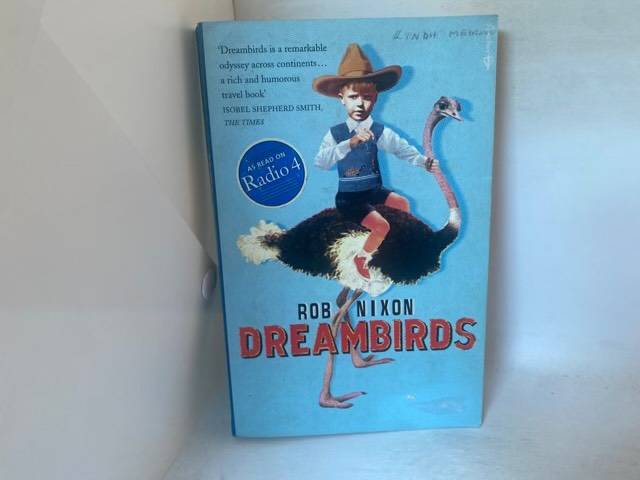 'Dreambirds is a remarkable
odyssey across continents...
a rich and humorous
travel book'
ISOBEL SHEPHERD SMITH,
THE TIMES
AS READ ON
Radio 4
ROB NIXON
DREAMBIRDS